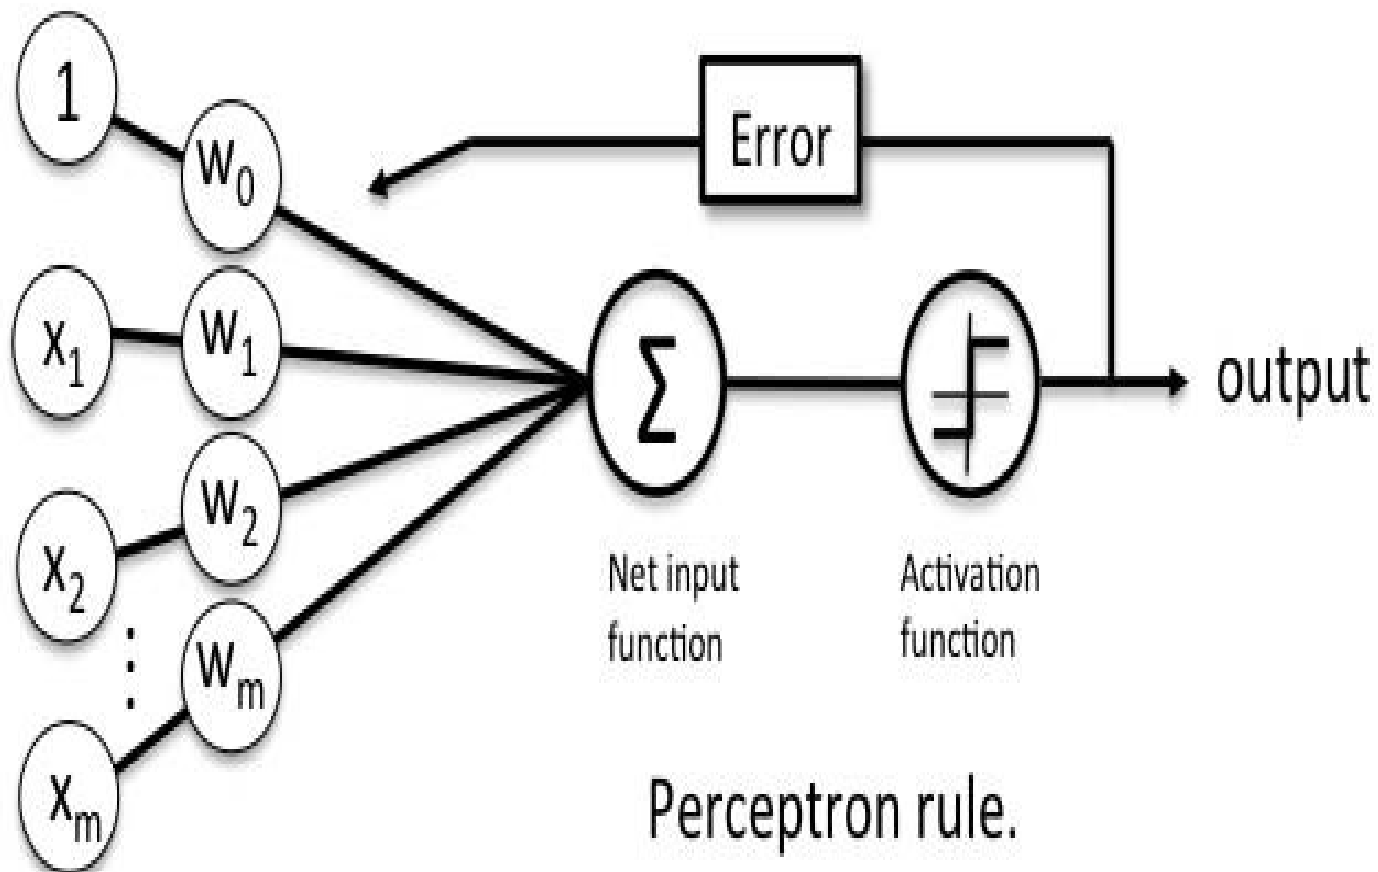 1
W₀
Error
X₁
W₁
Σ
output
W₂
X₂
Net input
function
Activation
function
Wₘ
Xₘ
Perceptron rule.